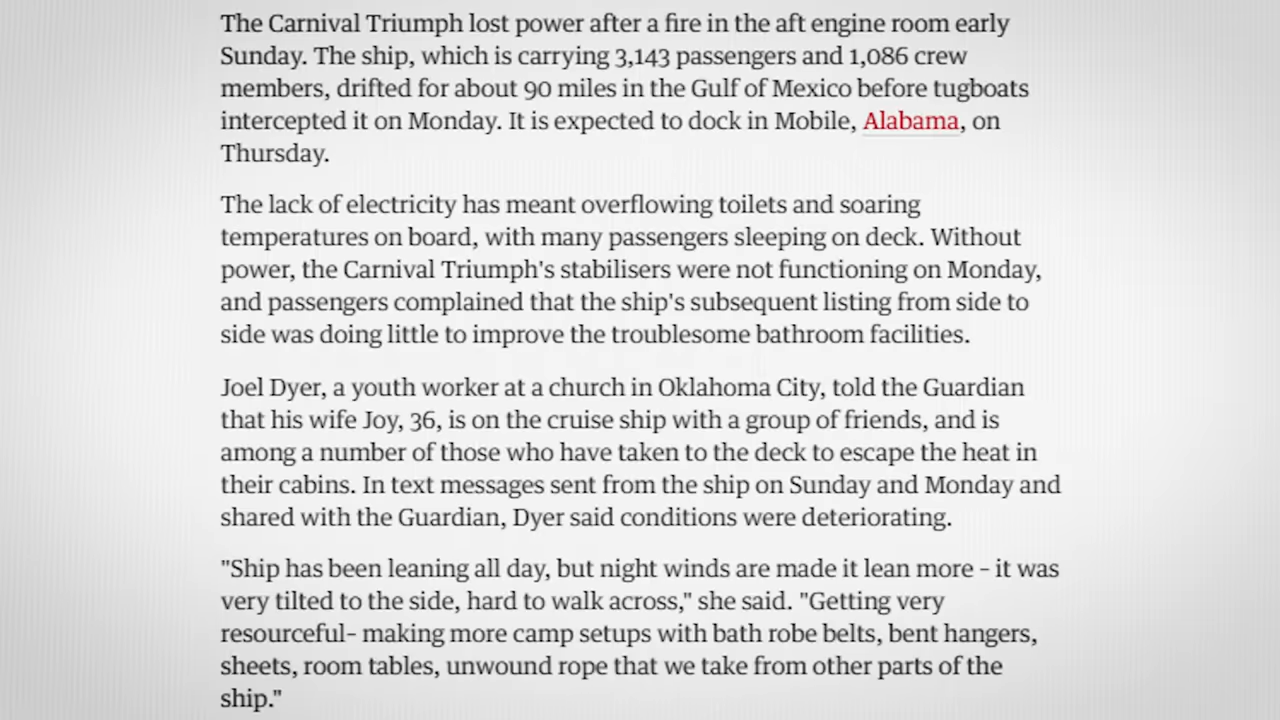 The Carnival Triumph lost power after a fire in the aft engine room early
Sunday. The ship, which is carrying 3,143 passengers and 1,086 crew
members, drifted for about 90 miles in the Gulf of Mexico before tugboats
intercepted it on Monday. It is expected to dock in Mobile, Alabama, on
Thursday.
The lack of electricity has meant overflowing toilets and soaring
temperatures on board, with many passengers sleeping on deck. Without
power, the Carnival Triumph's stabilisers were not functioning on Monday,
and passengers complained that the ship's subsequent listing from side to
side was doing little to improve the troublesome bathroom facilities.
Joel Dyer, a youth worker at a church in Oklahoma City, told the Guardian
that his wife Joy, 36, is on the cruise ship with a group of friends, and is
among a number of those who have taken to the deck to escape the heat in
their cabins. In text messages sent from the ship on Sunday and Monday and
shared with the Guardian, Dyer said conditions were deteriorating.
"Ship has been leaning all day, but night winds are made it lean more – it was
very tilted to the side, hard to walk across," she said. "Getting very
resourceful– making more camp setups with bath robe belts, bent hangers,
sheets, room tables, unwound rope that we take from other parts of the
ship."